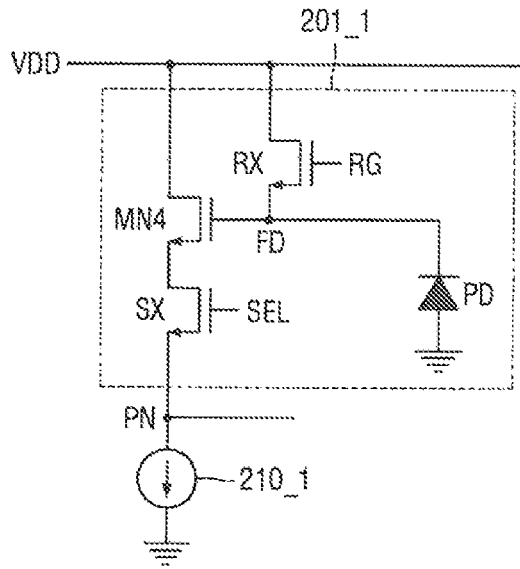 201_1
VDD
RX
RG
MN4
FD
PD
SX
SEL
PN
210_1